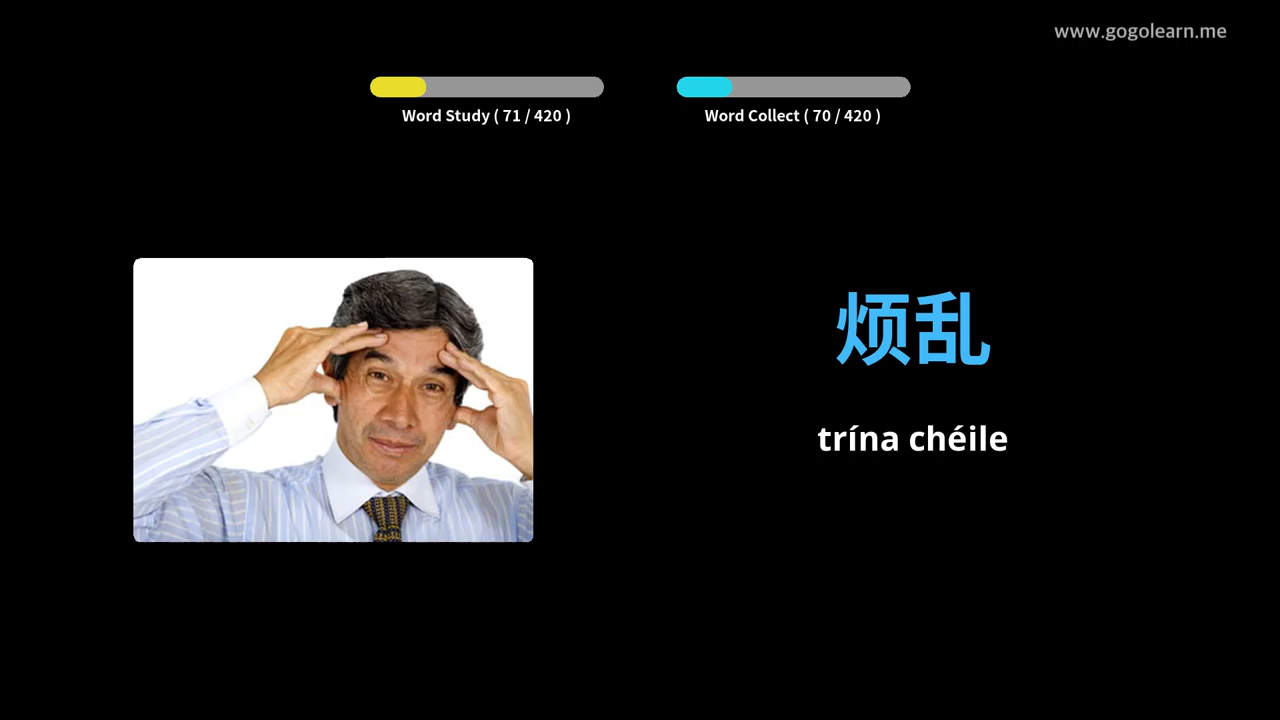 www.gogolearn.me
Word Study ( 71 / 420 )
Word Collect ( 70 / 420 )
烦乱
trína chéile